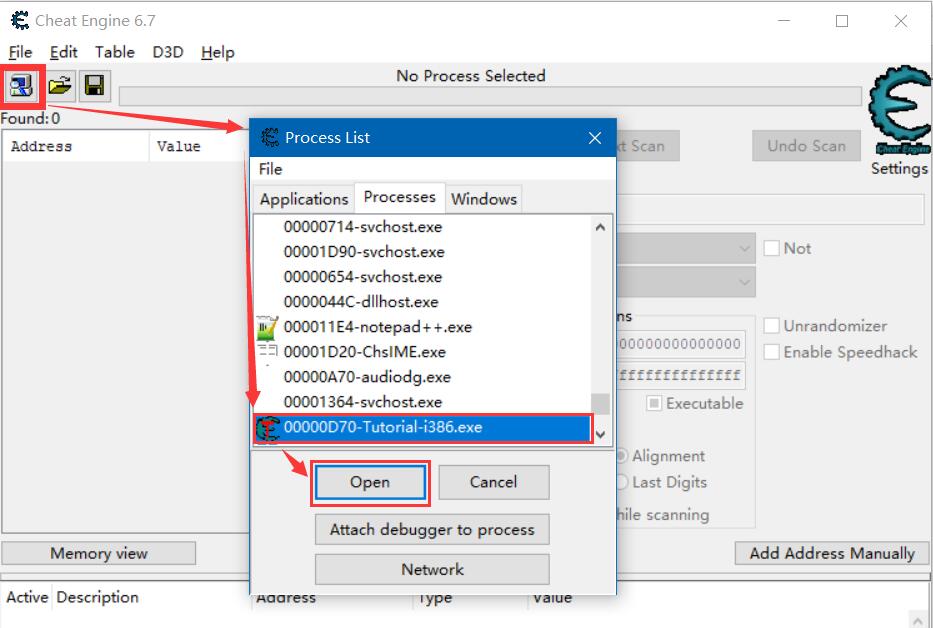 Cheat Engine 6.7
File Edit Table D3D Help
No Process Selected
Found:0
Address Value
xt Scan
Undo Scan
Cheat Engine
Settings
Process List
File
Applications Processes Windows
00000714-svchost.exe
00001D90-svchost.exe
00000654-svchost.exe
0000044C-dllhost.exe
000011E4-notepad++.exe
00001D20-ChsIME.exe
00000A70-audiodg.exe
00001364-svchost.exe
00000D70-Tutorial-i386.exe
Open Cancel
Attach debugger to process
Network
Not
ns
Unrandomizer
000000000000000
Enable Speedhack
ffffffffffffff
Executable
Alignment
Last Digits
hile scanning
Memory view
Add Address Manually
Active Description Address Type Value